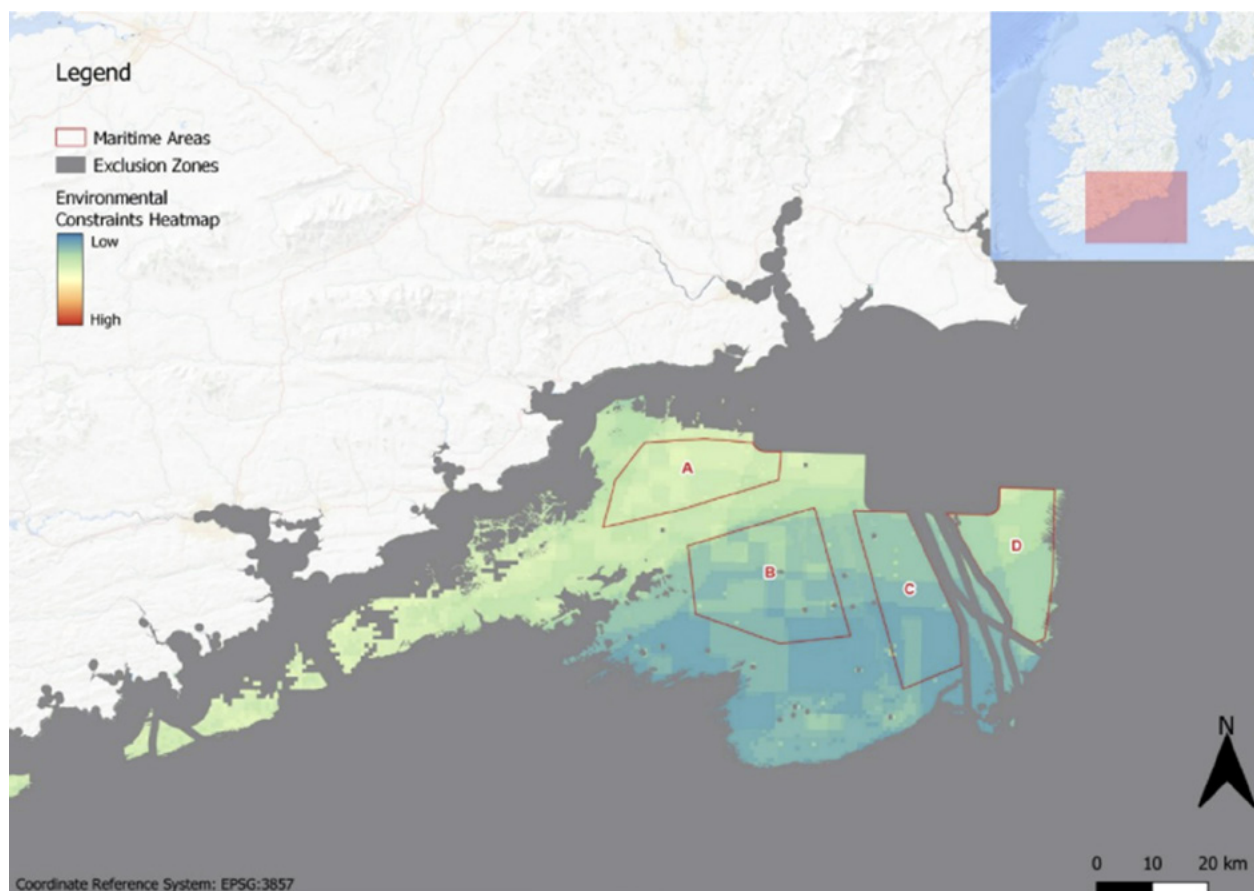 Legend
Maritime Areas
Exclusion Zones
Environmental
Constraints Heatmap
Low
High
A
B
C
D
N
0 10 20 km
Coordinate Reference System: EPSG:3857